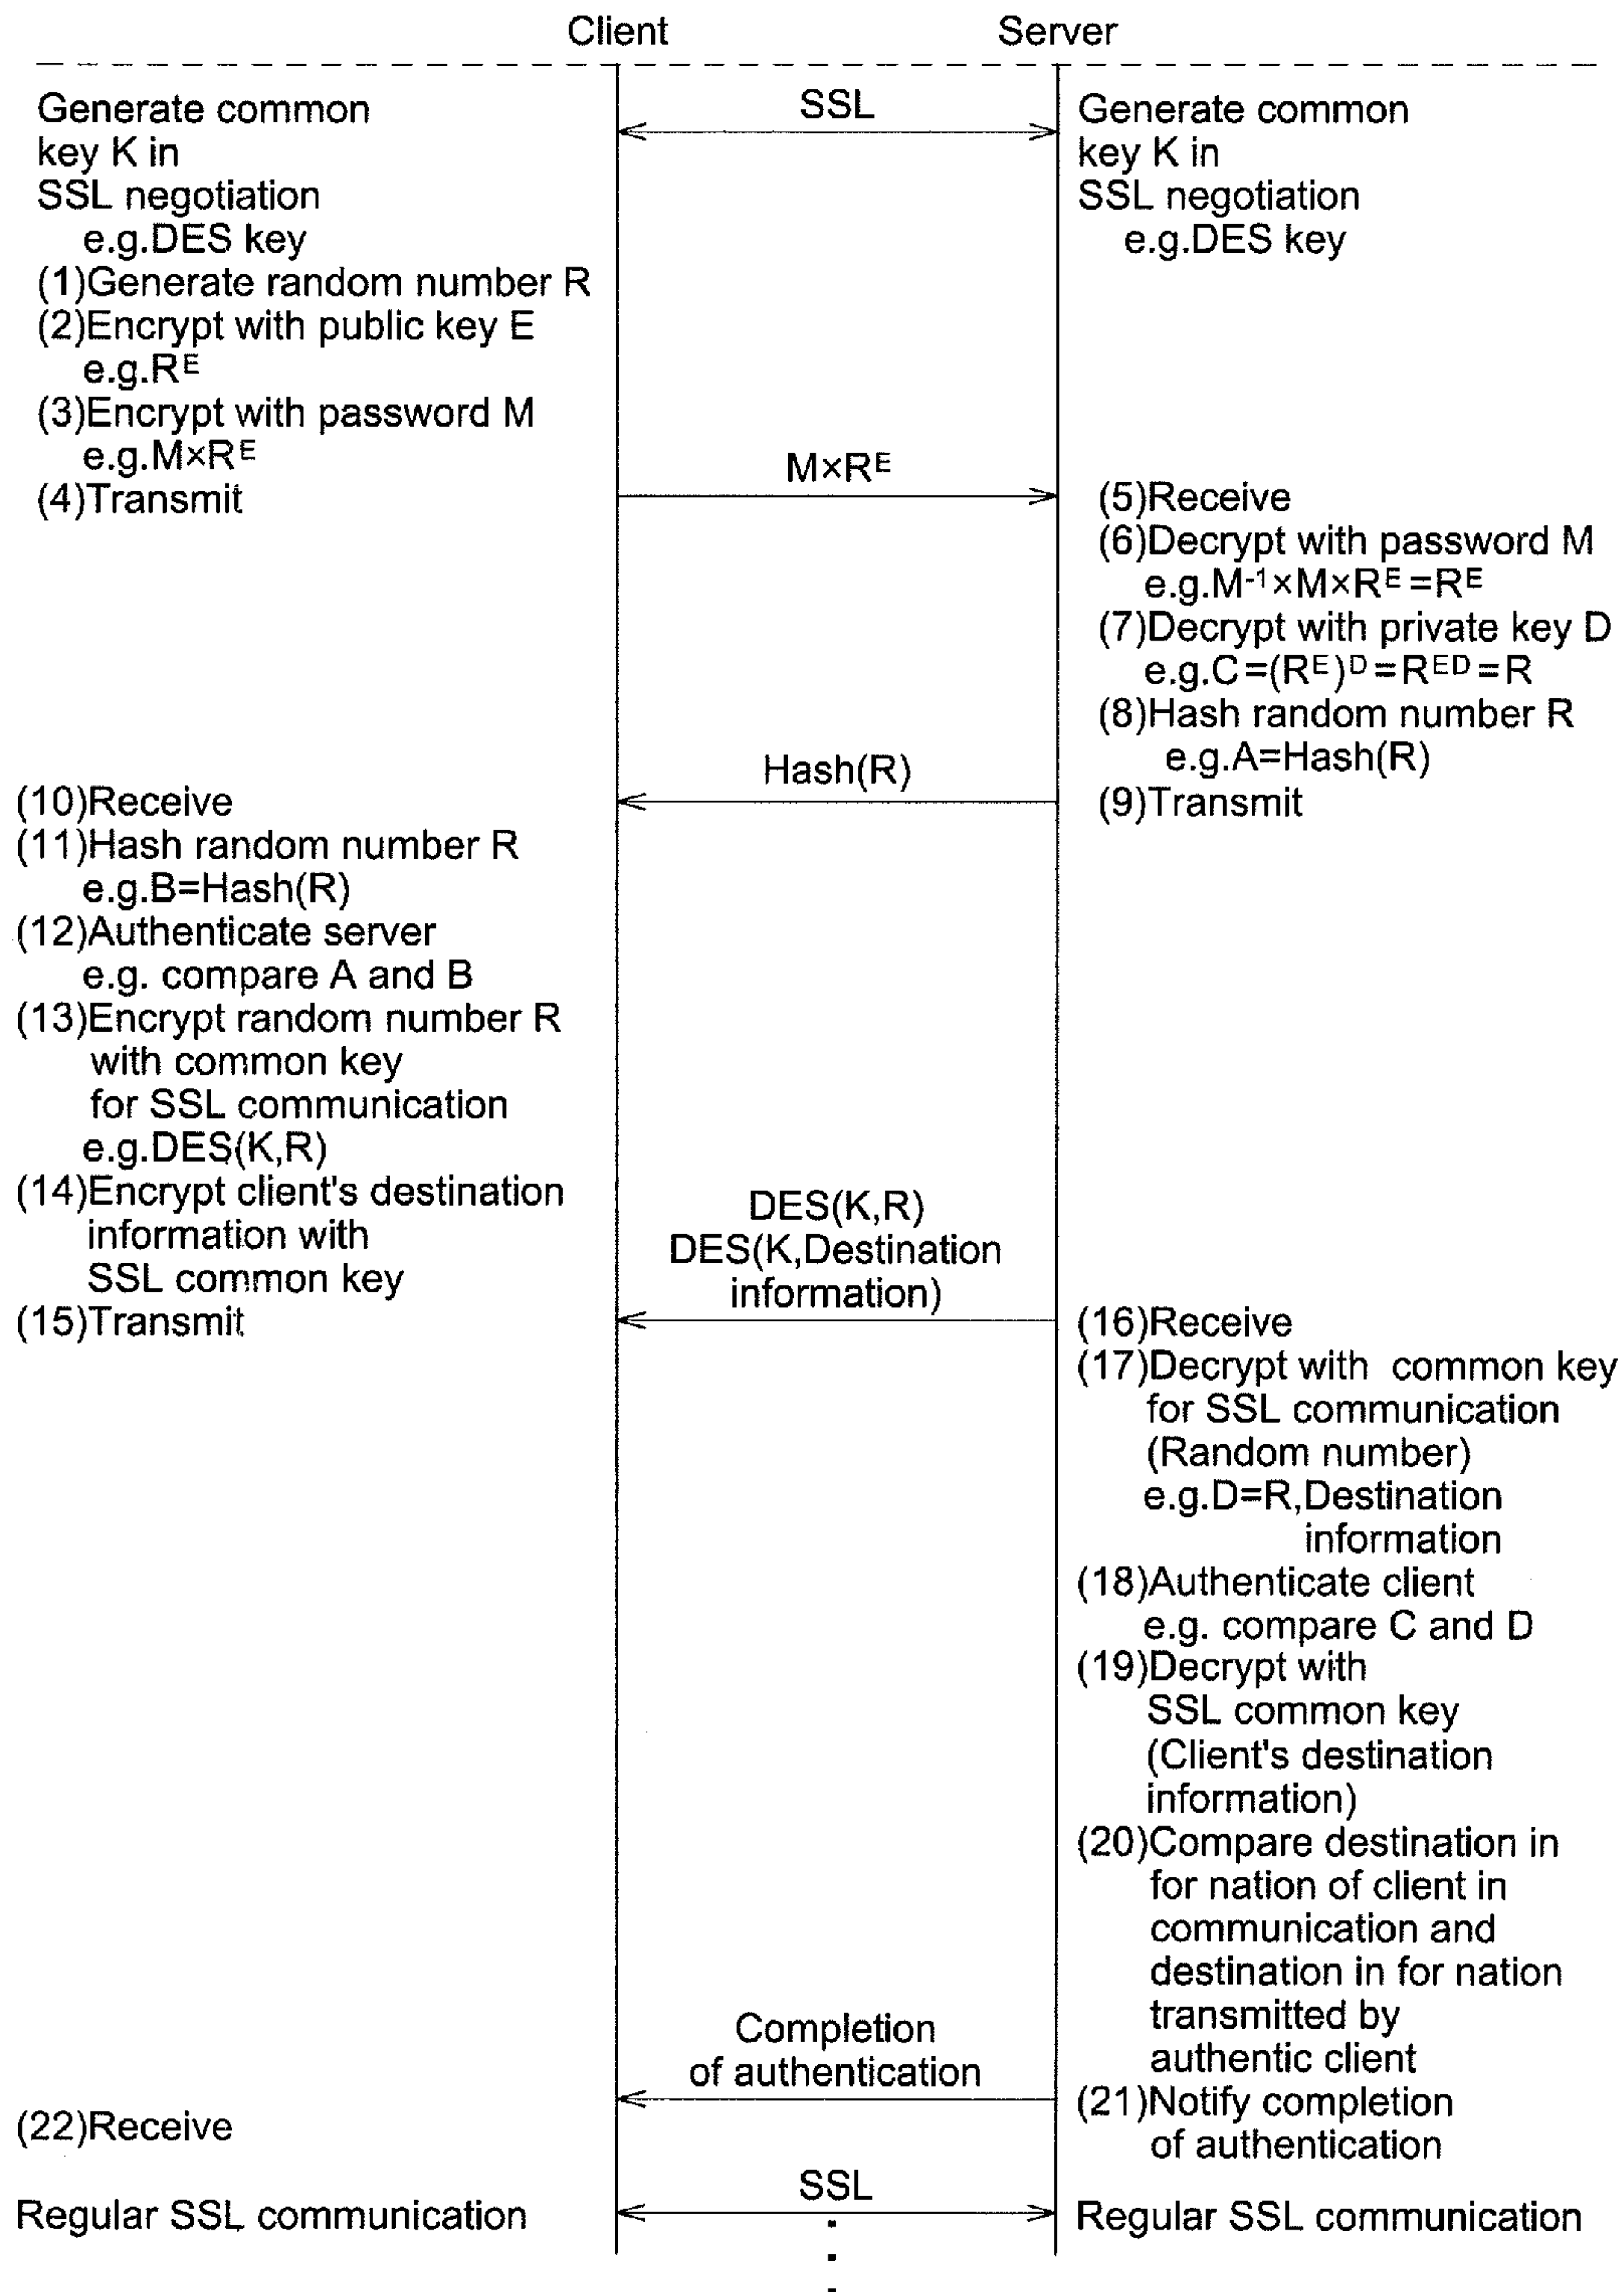 Client
Server
Generate common
key K in
SSL negotiation
e.g.DES key
SSL
Generate common
key K in
SSL negotiation
e.g.DES key
(1)Generate random number R
(2)Encrypt with public key E
e.g.Rᴱ
(3)Encrypt with password M
e.g.M×Rᴱ
(4)Transmit
M×Rᴱ
(5)Receive
(6)Decrypt with password M
e.g.M⁻¹×M×Rᴱ=Rᴱ
(7)Decrypt with private key D
e.g.C=(Rᴱ)ᴰ=Rᴱᴰ=R
(8)Hash random number R
e.g.A=Hash(R)
Hash(R)
(9)Transmit
(10)Receive
(11)Hash random number R
e.g.B=Hash(R)
(12)Authenticate server
e.g. compare A and B
(13)Encrypt random number R
with common key
for SSL communication
e.g.DES(K,R)
(14)Encrypt client's destination
information with
SSL common key
(15)Transmit
DES(K,R)
DES(K,Destination
information)
(16)Receive
(17)Decrypt with common key
for SSL communication
(Random number)
e.g.D=R,Destination
information
(18)Authenticate client
e.g. compare C and D
(19)Decrypt with
SSL common key
(Client's destination
information)
(20)Compare destination in
for nation of client in
communication and
destination in for nation
transmitted by
authentic client
Completion
of authentication
(21)Notify completion
of authentication
(22)Receive
Regular SSL communication
SSL
Regular SSL communication